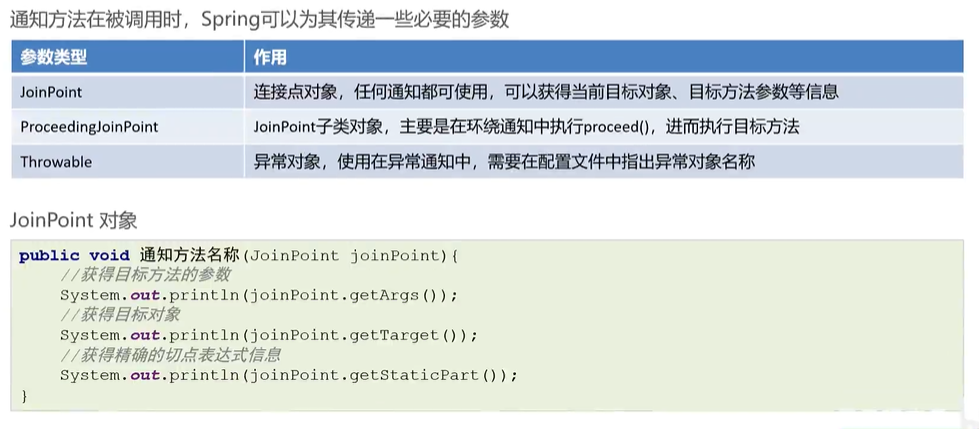 通知方法在被调用时，Spring可以为其传递一些必要的参数
参数类型 作用
JoinPoint 连接点对象，任何通知都可使用，可以获得当前目标对象、目标方法参数等信息
ProceedingJoinPoint JoinPoint子类对象，主要是在环绕通知中执行proceed()，进而执行目标方法
Throwable 异常对象，使用在异常通知中，需要在配置文件中指出异常对象名称
JoinPoint 对象
public void 通知方法名称(JoinPoint joinPoint){
//获得目标方法的参数
System.out.println(joinPoint.getArgs());
//获得目标对象
System.out.println(joinPoint.getTarget());
//获得精确的切点表达式信息
System.out.println(joinPoint.getStaticPart());
}